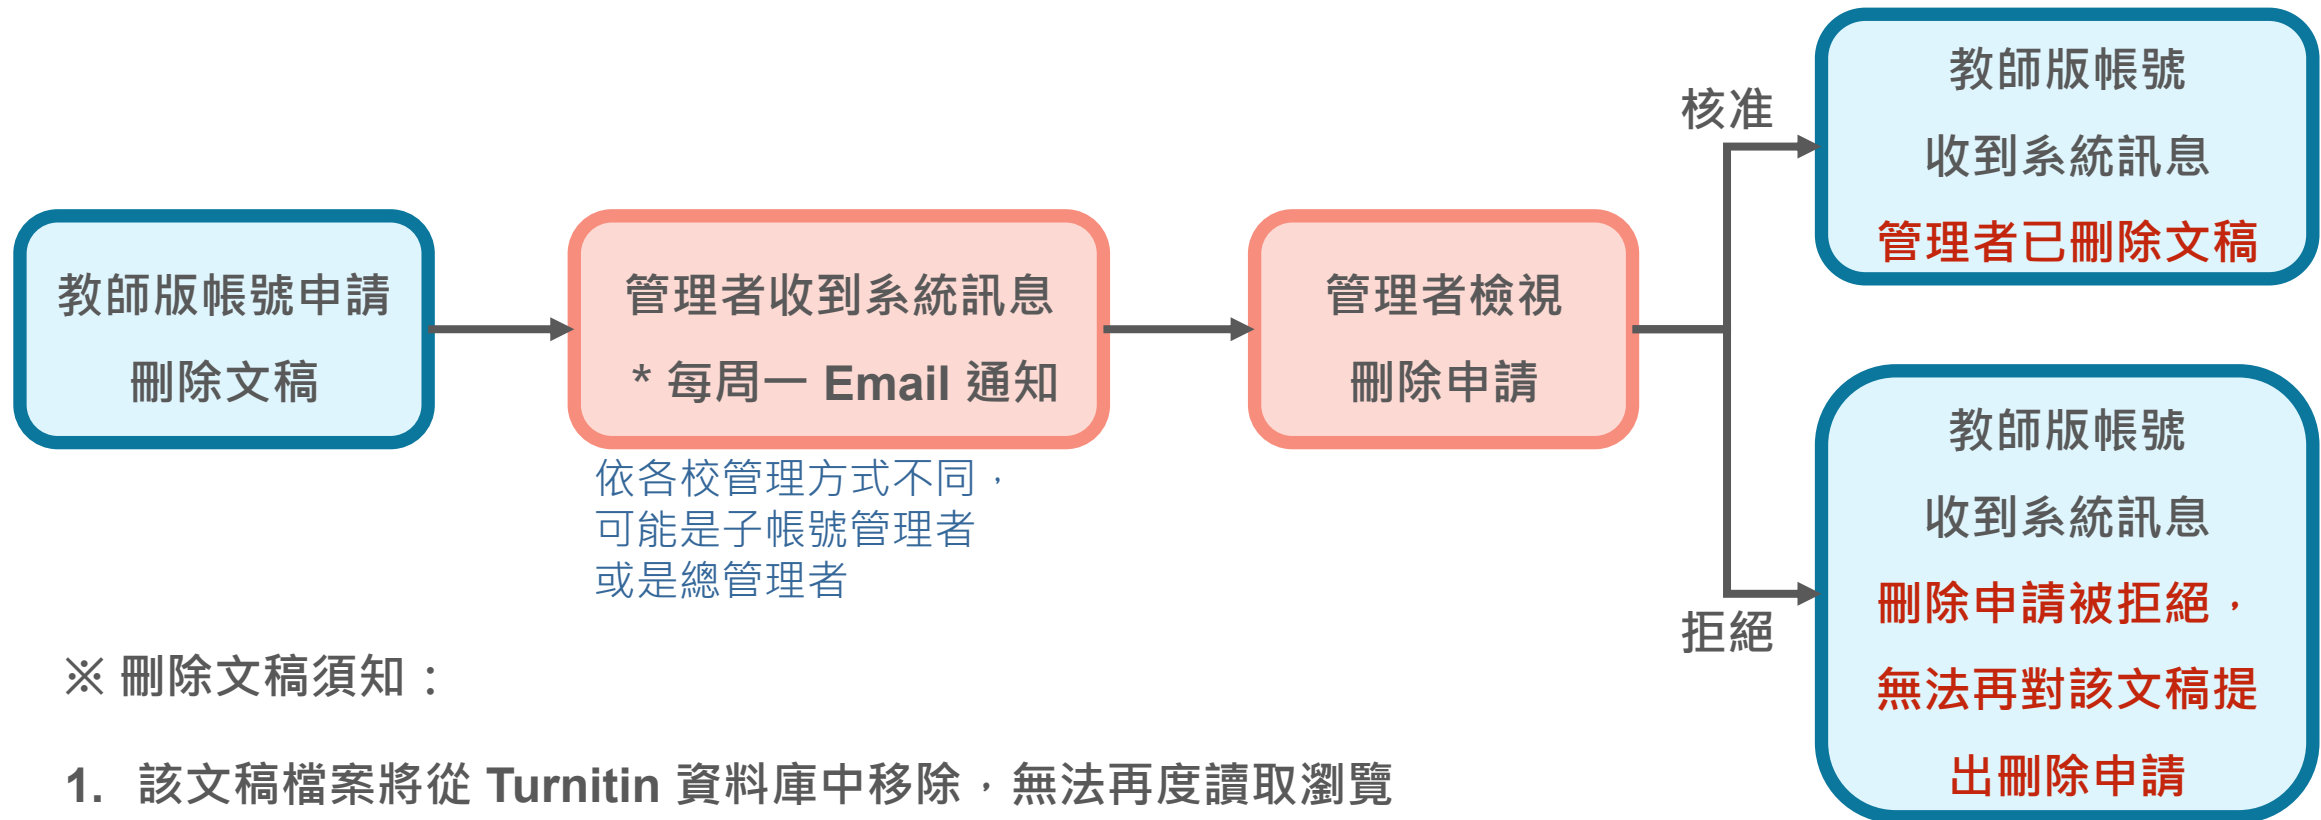 教師版帳號申請
刪除文稿
管理者收到系統訊息
* 每周一 Email 通知
依各校管理方式不同，
可能是子帳號管理者
或是總管理者
管理者檢視
刪除申請
核准
教師版帳號
收到系統訊息
管理者已刪除文稿
拒絕
教師版帳號
收到系統訊息
刪除申請被拒絕，
無法再對該文稿提
出刪除申請
※ 刪除文稿須知：
1. 該文稿檔案將從 Turnitin 資料庫中移除，無法再度讀取瀏覽